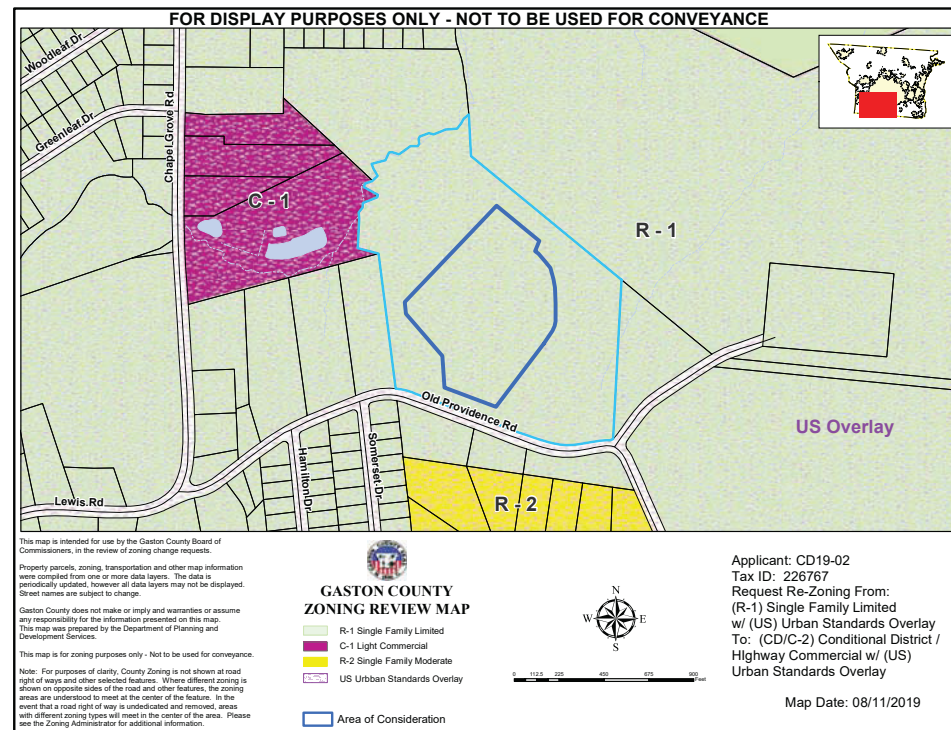 FOR DISPLAY PURPOSES ONLY - NOT TO BE USED FOR CONVEYANCE
Woodleaf Dr
Greenleaf Dr
Chapel Grove Rd
C - 1
R - 1
Old Providence Rd
US Overlay
Somerset Dr
Hamilton Dr
R - 2
Lewis Rd
This map is intended for use by the Gaston County Board of
Commissioners, in the review of zoning change requests.
Property parcels, zoning, transportation and other map information
were compiled from one or more data layers. The data is
periodically updated, however all data layers may not be displayed.
Street names are subject to change.
Gaston County does not make or imply and warranties or assume
any responsibility for the information presented on this map.
This map was prepared by the Department of Planning and
Development Services.
This map is for zoning purposes only - Not to be used for conveyance.
Note: For purposes of clarity, County Zoning is not shown at road
right of ways and other selected features. Where different zoning is
shown on opposite sides of the road and other features, the zoning
areas are understood to meet at the center of the feature. In the
event that a road right of way is unedicated and removed, areas
with different zoning types will meet in the center of the area. Please
see the Zoning Administrator for additional information.
GASTON COUNTY
ZONING REVIEW MAP
R-1 Single Family Limited
C-1 Light Commercial
R-2 Single Family Moderate
US Urbban Standards Overlay
Area of Consideration
N
W E
S
0 112.5 225 450 675 900
Feet
Applicant: CD19-02
Tax ID: 226767
Request Re-Zoning From:
(R-1) Single Family Limited
w/ (US) Urban Standards Overlay
To: (CD/C-2) Conditional District /
HIghway Commercial w/ (US)
Urban Standards Overlay
Map Date: 08/11/2019